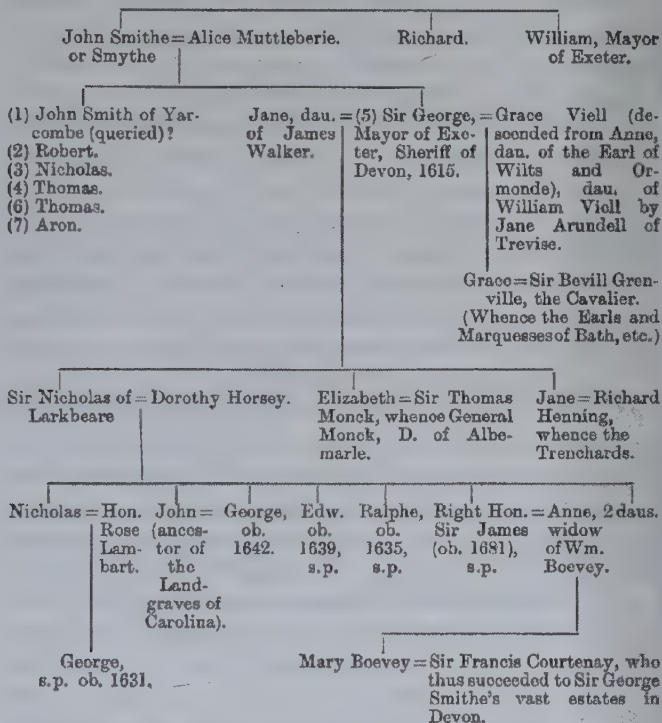 John Smithe = Alice Muttleberie. Richard. William, Mayor
or Smythe of Exeter.
(1) John Smith of Yar- Jane, dau. = (5) Sir George, = Grace Viell (de-
combe (queried)? of James Mayor of Exe- scended from Anne,
(2) Robert. Walker. ter, Sheriff of dau. of the Earl of
(3) Nicholas. Devon, 1615. Wilts and Or-
(4) Thomas. monde), dau. of
(6) Thomas. William Viell by
(7) Aron. Jane Arundell of
Trevise.
Grace = Sir Bevill Gren-
ville, the Cavalier.
(Whence the Earls and
Marquesses of Bath, etc.)
Sir Nicholas of = Dorothy Horsey. Elizabeth = Sir Thomas Jane = Richard
Larkbeare Monck, whence General Henning,
Monck, D. of Albe- whence the
marle. Trenchards.
Nicholas = Hon. John = George, Edw. Ralphe, Right Hon. = Anne, 2 daus.
Rose (ances- ob. ob. ob. Sir James widow
Lam- tor of 1642. 1639, 1635, (ob. 1681), of Wm.
bart. the s.p. s.p. s.p. Boevey.
Land-
graves of
Carolina).
George, Mary Boevey = Sir Francis Courtenay, who
s.p. ob. 1631. thus succeeded to Sir George
Smithe's vast estates in
Devon.